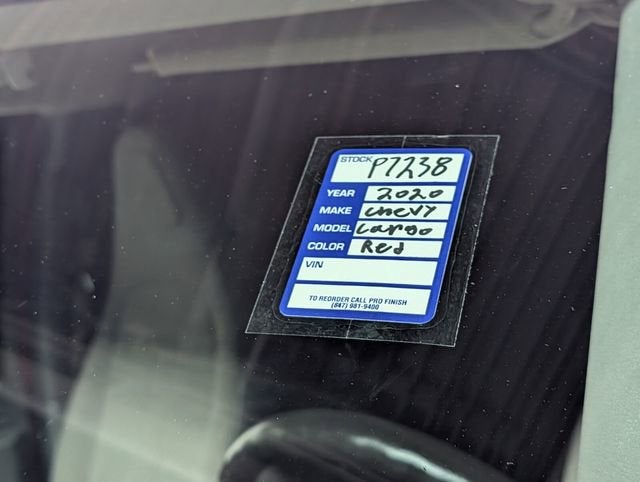 STOCK P7238
YEAR 2020
MAKE Chevy
MODEL Cargo
COLOR Red
VIN
TO REORDER CALL PRO FINISH
(847) 981-9400